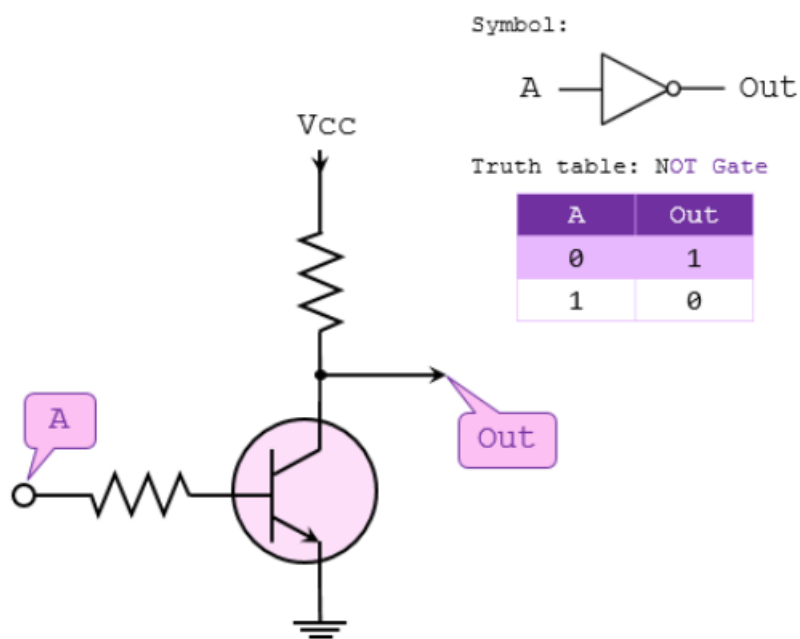 Symbol:
A
Out
Vcc
Truth table: NOT Gate
A Out
0 1
1 0
A
Out